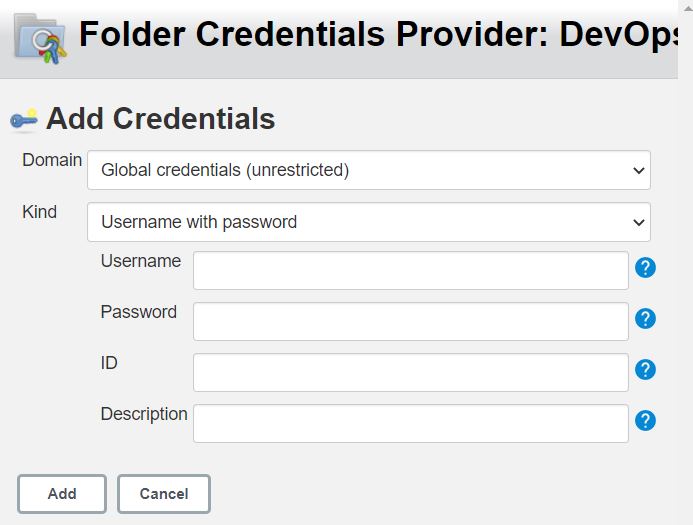 Folder Credentials Provider: DevOps
Add Credentials
Domain
Global credentials (unrestricted)
Kind
Username with password
Username
?
Password
?
ID
?
Description
?
Add
Cancel